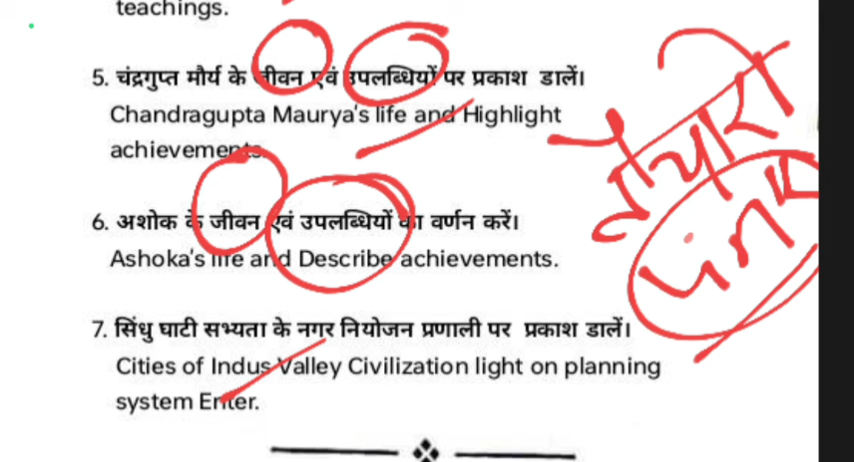 teachings.
5. चंद्रगुप्त मौर्य के जीवन एवं उपलब्धियों पर प्रकाश डालें।
Chandragupta Maurya's life and Highlight
achievements.
6. अशोक के जीवन एवं उपलब्धियों का वर्णन करें।
Ashoka's life and Describe achievements.
7. सिंधु घाटी सभ्यता के नगर नियोजन प्रणाली पर प्रकाश डालें।
Cities of Indus Valley Civilization light on planning
system Enter.